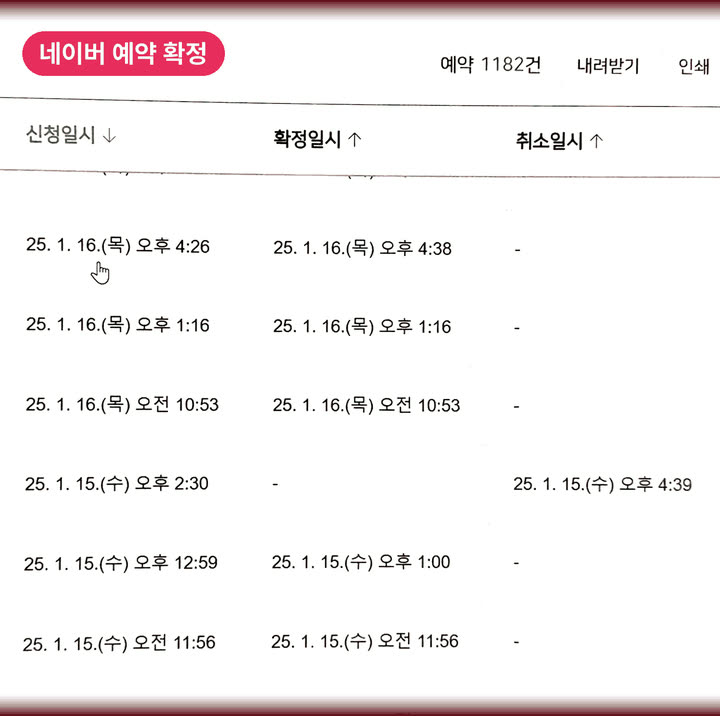 네이버 예약 확정
예약 1182건 내려받기 인쇄
신청일시 ↓ 확정일시 ↑ 취소일시 ↑
25. 1. 16.(목) 오후 4:26 25. 1. 16.(목) 오후 4:38 -
25. 1. 16.(목) 오후 1:16 25. 1. 16.(목) 오후 1:16 -
25. 1. 16.(목) 오전 10:53 25. 1. 16.(목) 오전 10:53 -
25. 1. 15.(수) 오후 2:30 - 25. 1. 15.(수) 오후 4:39
25. 1. 15.(수) 오후 12:59 25. 1. 15.(수) 오후 1:00 -
25. 1. 15.(수) 오전 11:56 25. 1. 15.(수) 오전 11:56 -